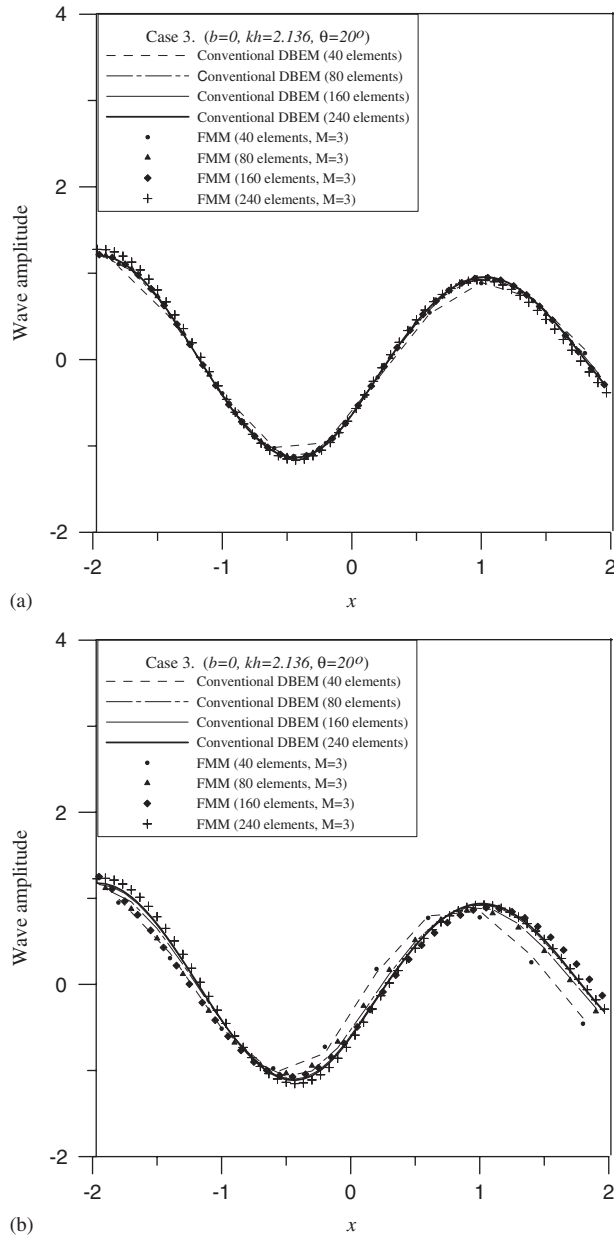 Case 3. (b=0, kh=2.136, θ=20º)
Conventional DBEM (40 elements)
Conventional DBEM (80 elements)
Conventional DBEM (160 elements)
Conventional DBEM (240 elements)
FMM (40 elements, M=3)
FMM (80 elements, M=3)
FMM (160 elements, M=3)
FMM (240 elements, M=3)
4
2
0
-2
Wave amplitude
-2 -1 0 1 2
(a) x
Case 3. (b=0, kh=2.136, θ=20º)
Conventional DBEM (40 elements)
Conventional DBEM (80 elements)
Conventional DBEM (160 elements)
Conventional DBEM (240 elements)
FMM (40 elements, M=3)
FMM (80 elements, M=3)
FMM (160 elements, M=3)
FMM (240 elements, M=3)
4
2
0
-2
Wave amplitude
-2 -1 0 1 2
(b) x